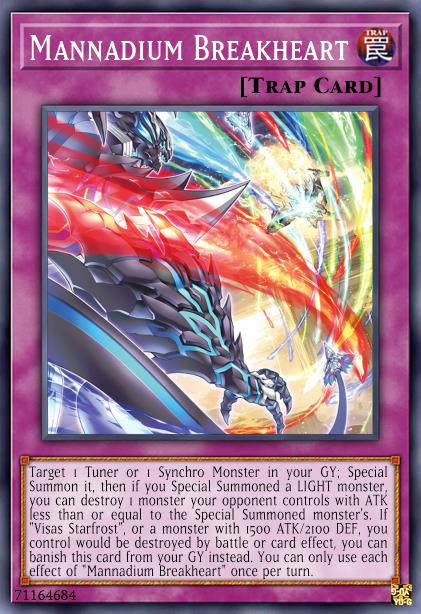 Mannadium Breakheart
TRAP
罠
[Trap Card]
Target 1 Tuner or 1 Synchro Monster in your GY; Special
Summon it, then if you Special Summoned a LIGHT monster,
you can destroy 1 monster your opponent controls with ATK
less than or equal to the Special Summoned monster's. If
"Visas Starfrost", or a monster with 1500 ATK/2100 DEF, you
control would be destroyed by battle or card effect, you can
banish this card from your GY instead. You can only use each
effect of "Mannadium Breakheart" once per turn.
71164684